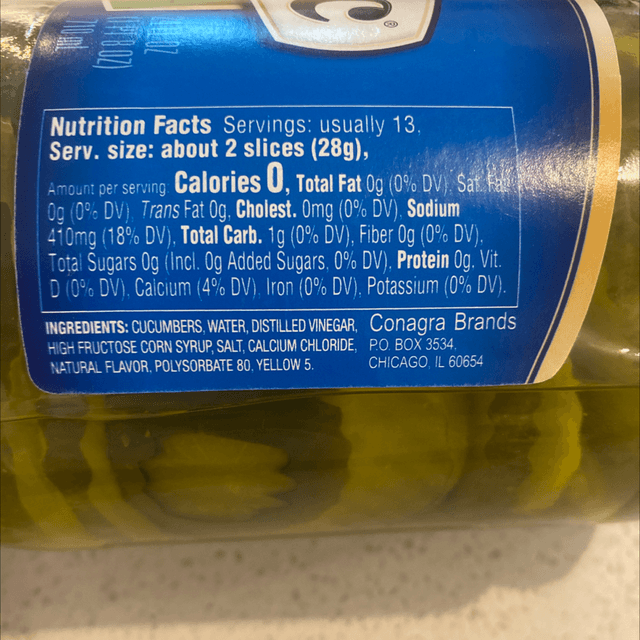 C®
710 mL
Nutrition Facts Servings: usually 13,
Serv. size: about 2 slices (28g),
Amount per serving: Calories 0, Total Fat 0g (0% DV), Sat. Fat
0g (0% DV), Trans Fat 0g, Cholest. 0mg (0% DV), Sodium
410mg (18% DV), Total Carb. 1g (0% DV), Fiber 0g (0% DV),
Total Sugars 0g (Incl. 0g Added Sugars, 0% DV), Protein 0g, Vit.
D (0% DV), Calcium (4% DV), Iron (0% DV), Potassium (0% DV).
INGREDIENTS: CUCUMBERS, WATER, DISTILLED VINEGAR,
HIGH FRUCTOSE CORN SYRUP, SALT, CALCIUM CHLORIDE,
NATURAL FLAVOR, POLYSORBATE 80, YELLOW 5.
Conagra Brands
P.O. BOX 3534,
CHICAGO, IL 60654